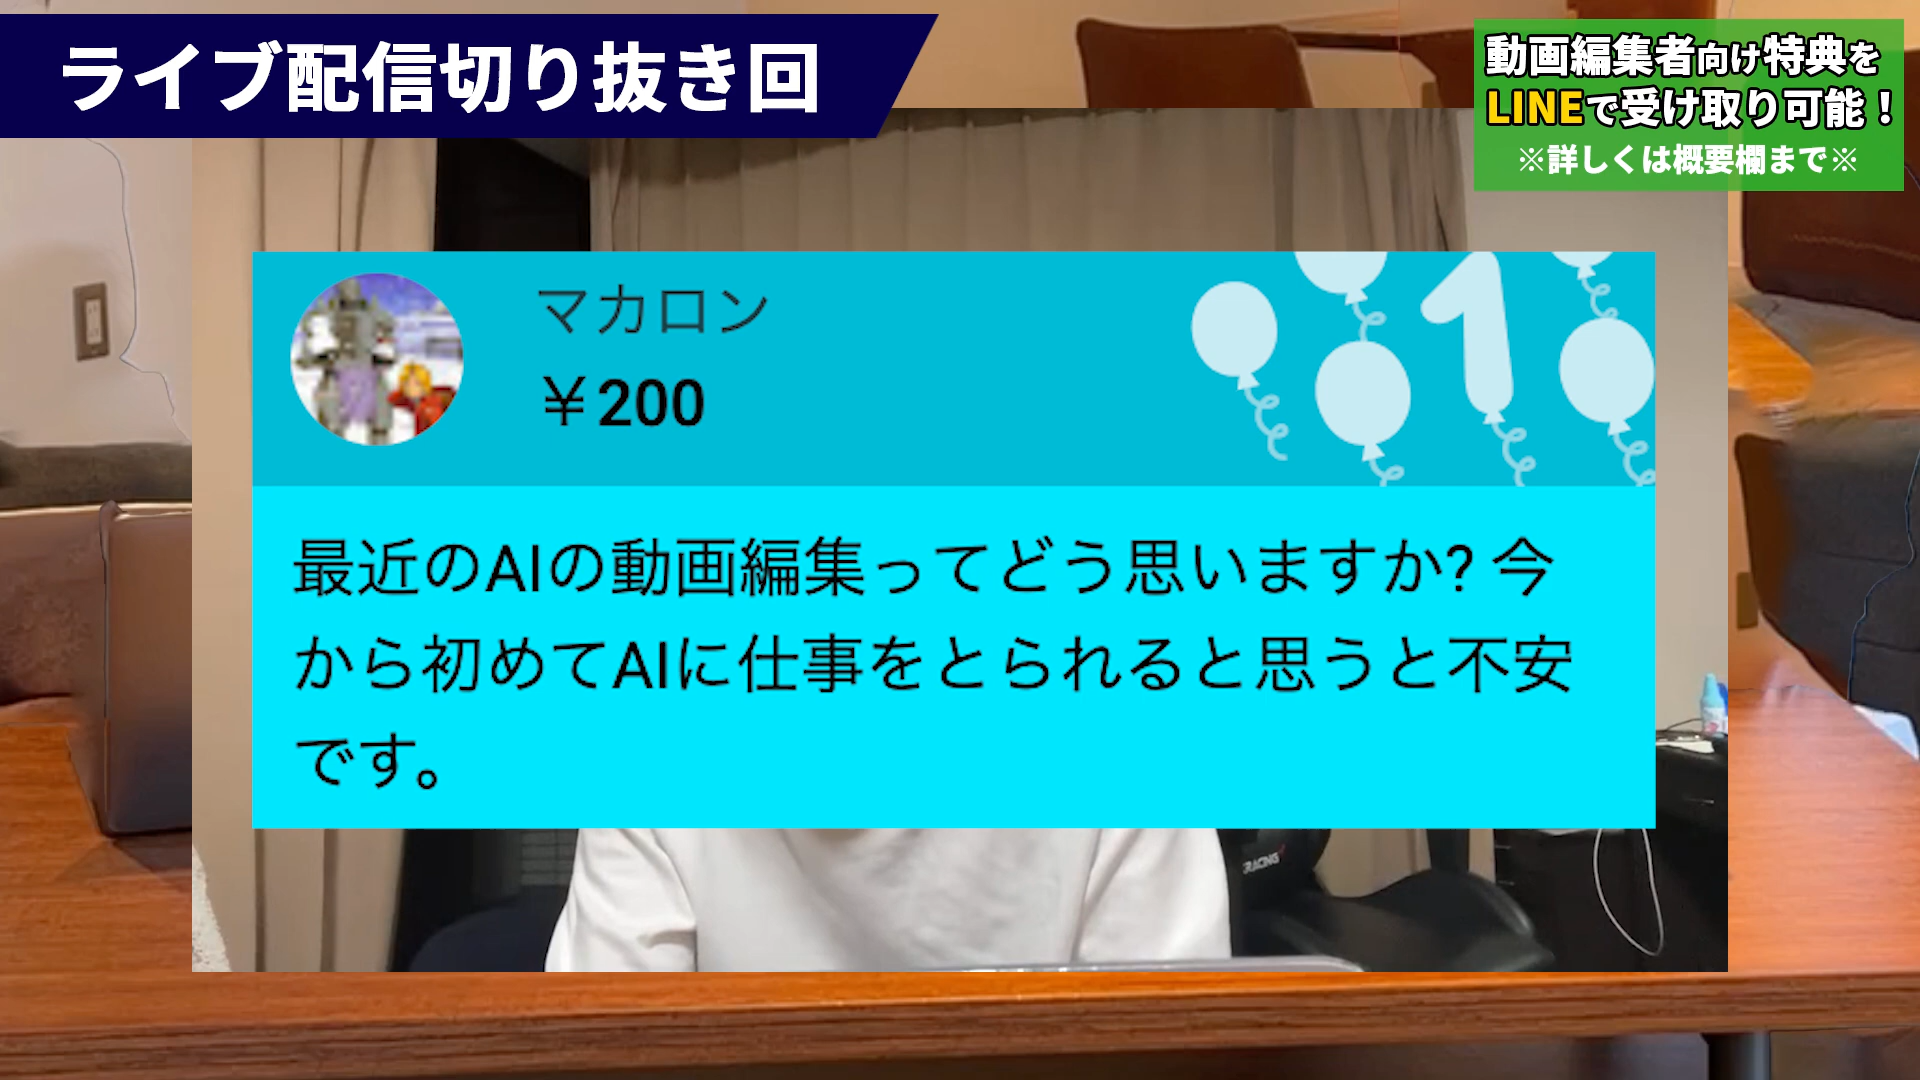 ライブ配信切り抜き回
動画編集者向け特典を
LINEで受け取り可能！
※詳しくは概要欄まで※
マカロン
￥200
1
最近のAIの動画編集ってどう思いますか? 今
から初めてAIに仕事をとられると思うと不安
です。
RACING